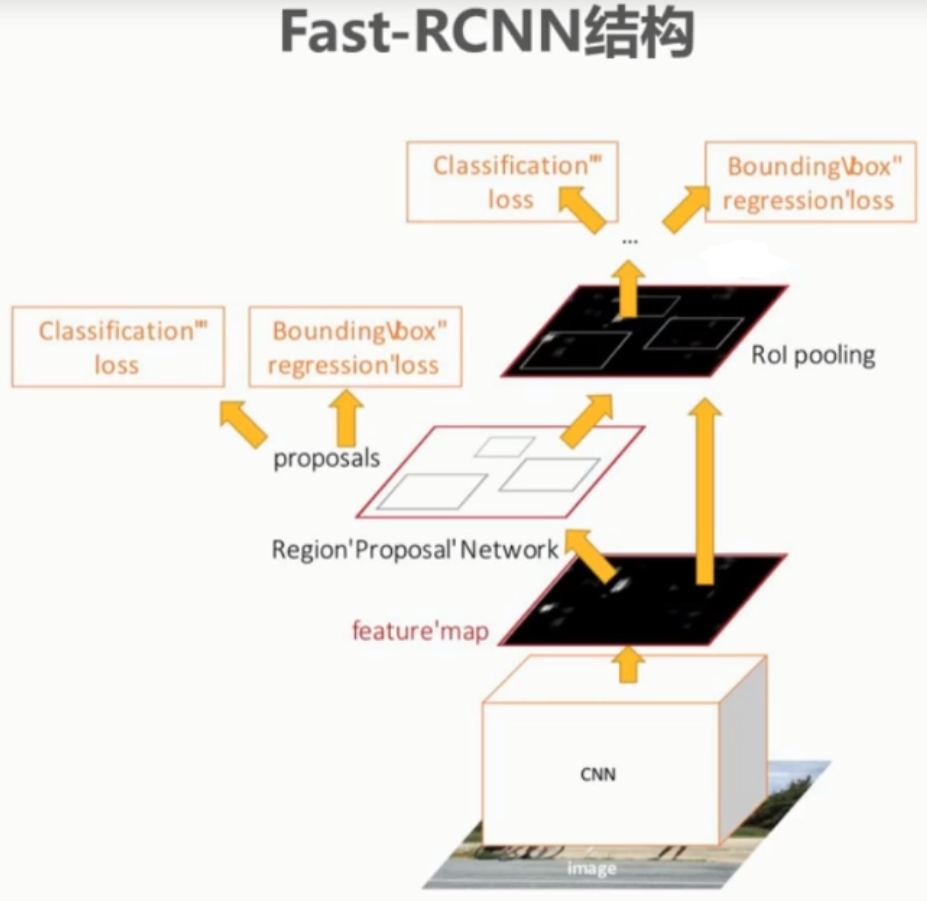 Fast-RCNN结构
Classification"'
loss
Bounding\box"
regression'loss
...
Classification"'
loss
Bounding\box"
regression'loss
RoI pooling
proposals
Region'Proposal'Network
feature'map
CNN
image